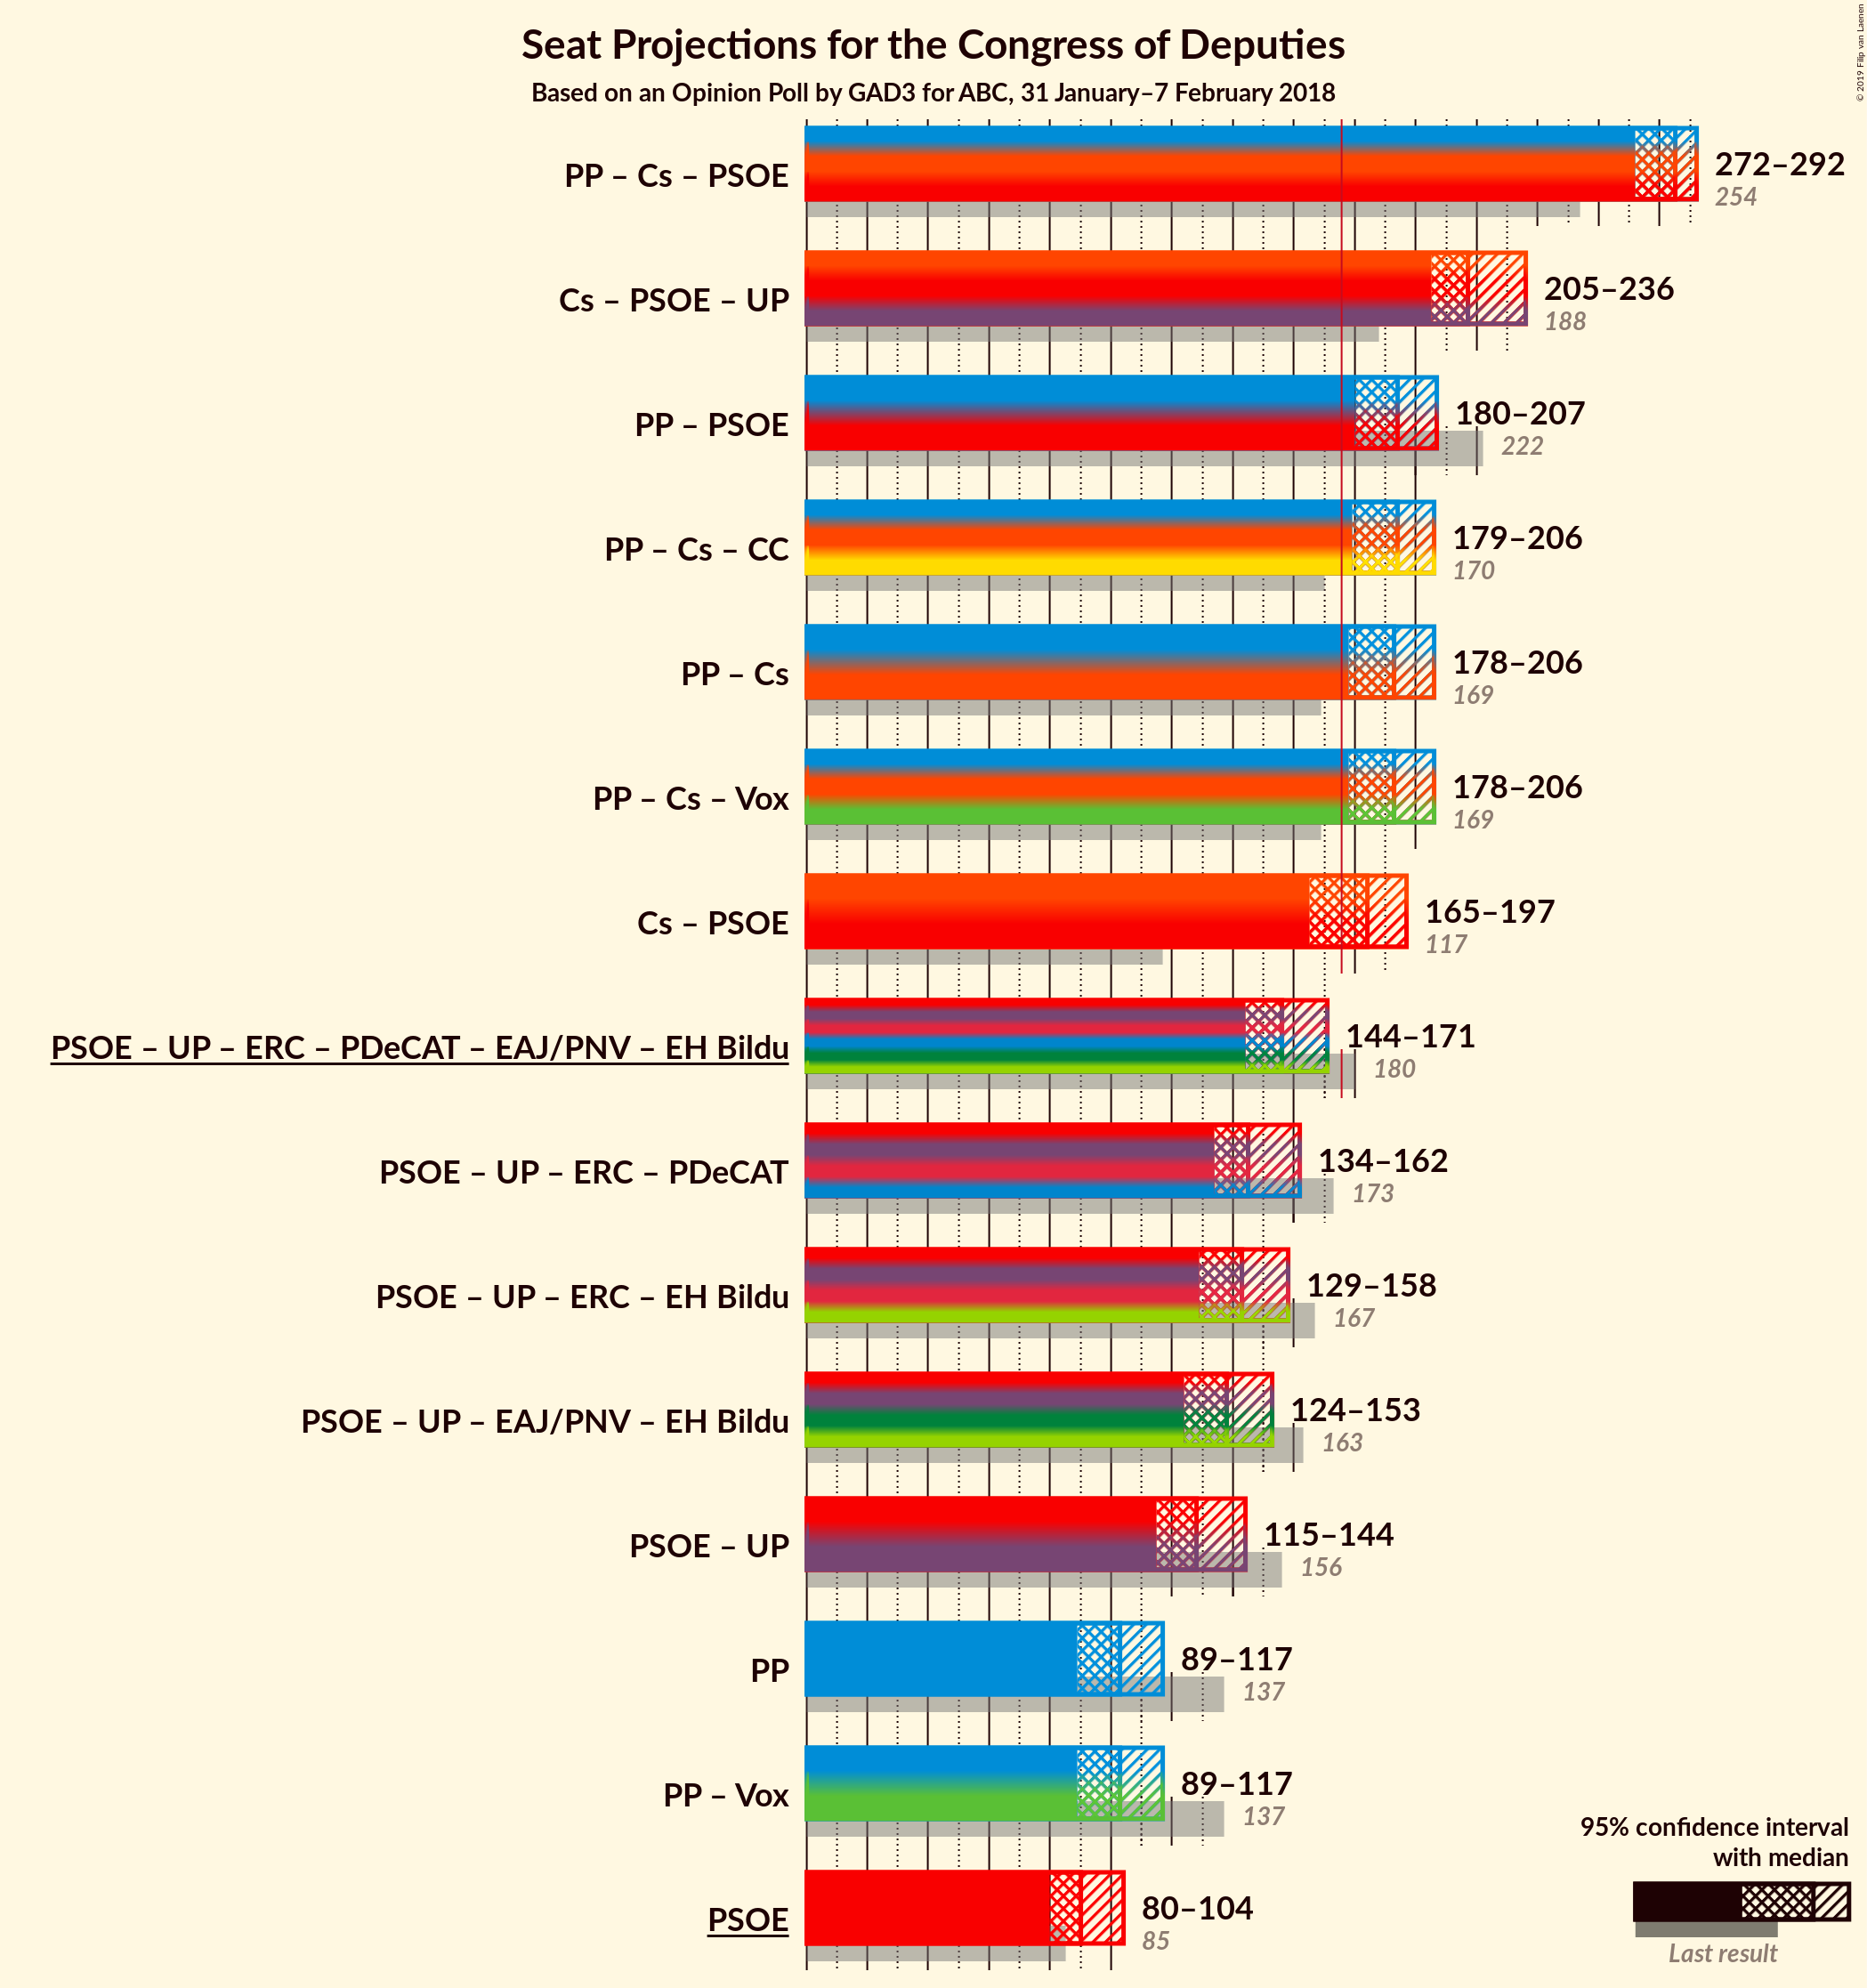 Seat Projections for the Congress of Deputies
Based on an Opinion Poll by GAD3 for ABC, 31 January–7 February 2018
© 2019 Filip van Laenen
PP – Cs – PSOE
272–292
254
Cs – PSOE – UP
205–236
188
PP – PSOE
180–207
222
PP – Cs – CC
179–206
170
PP – Cs
178–206
169
PP – Cs – Vox
178–206
169
Cs – PSOE
165–197
117
PSOE – UP – ERC – PDeCAT – EAJ/PNV – EH Bildu
144–171
180
PSOE – UP – ERC – PDeCAT
134–162
173
PSOE – UP – ERC – EH Bildu
129–158
167
PSOE – UP – EAJ/PNV – EH Bildu
124–153
163
PSOE – UP
115–144
156
PP
89–117
137
PP – Vox
89–117
137
PSOE
80–104
85
95% confidence interval
with median
Last result